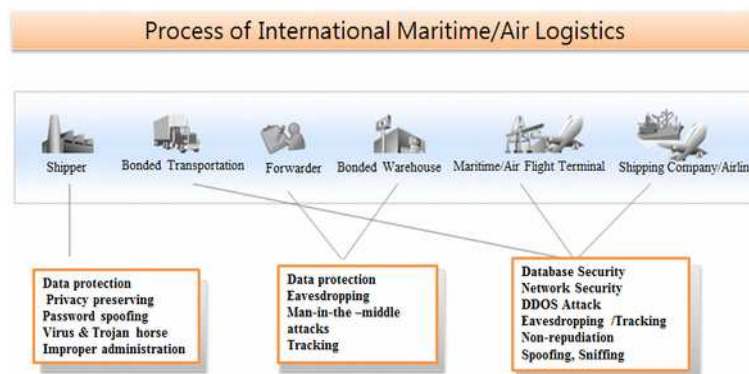 Process of International Maritime/Air Logistics
Shipper
Bonded Transportation
Forwarder
Bonded Warehouse
Maritime/Air Flight Terminal
Shipping Company/Airlin
Data protection
Privacy preserving
Password spoofing
Virus & Trojan horse
Improper administration
Data protection
Eavesdropping
Man-in-the –middle
attacks
Tracking
Database Security
Network Security
DDOS Attack
Eavesdropping /Tracking
Non-repudiation
Spoofing, Sniffing